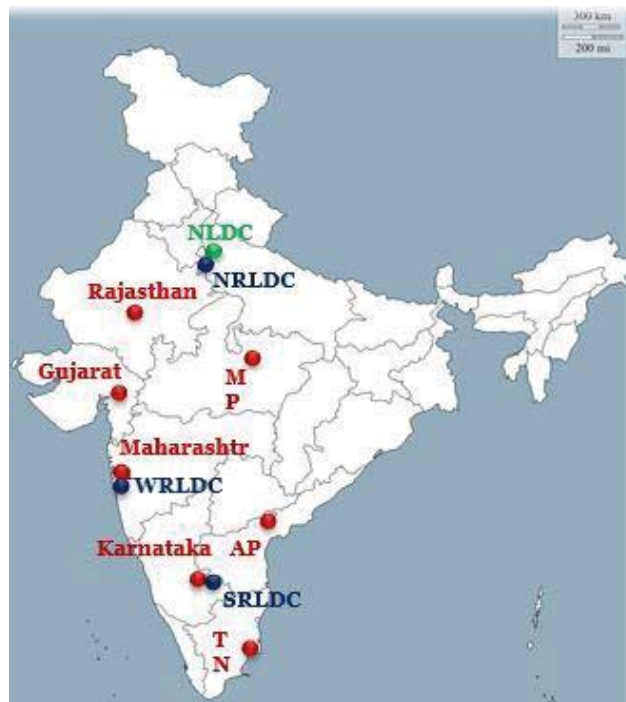 300 km
200 mi
NLDC
NRLDC
Rajasthan
Gujarat
M
P
Maharashtr
WRLDC
Karnataka
AP
SRLDC
T
N